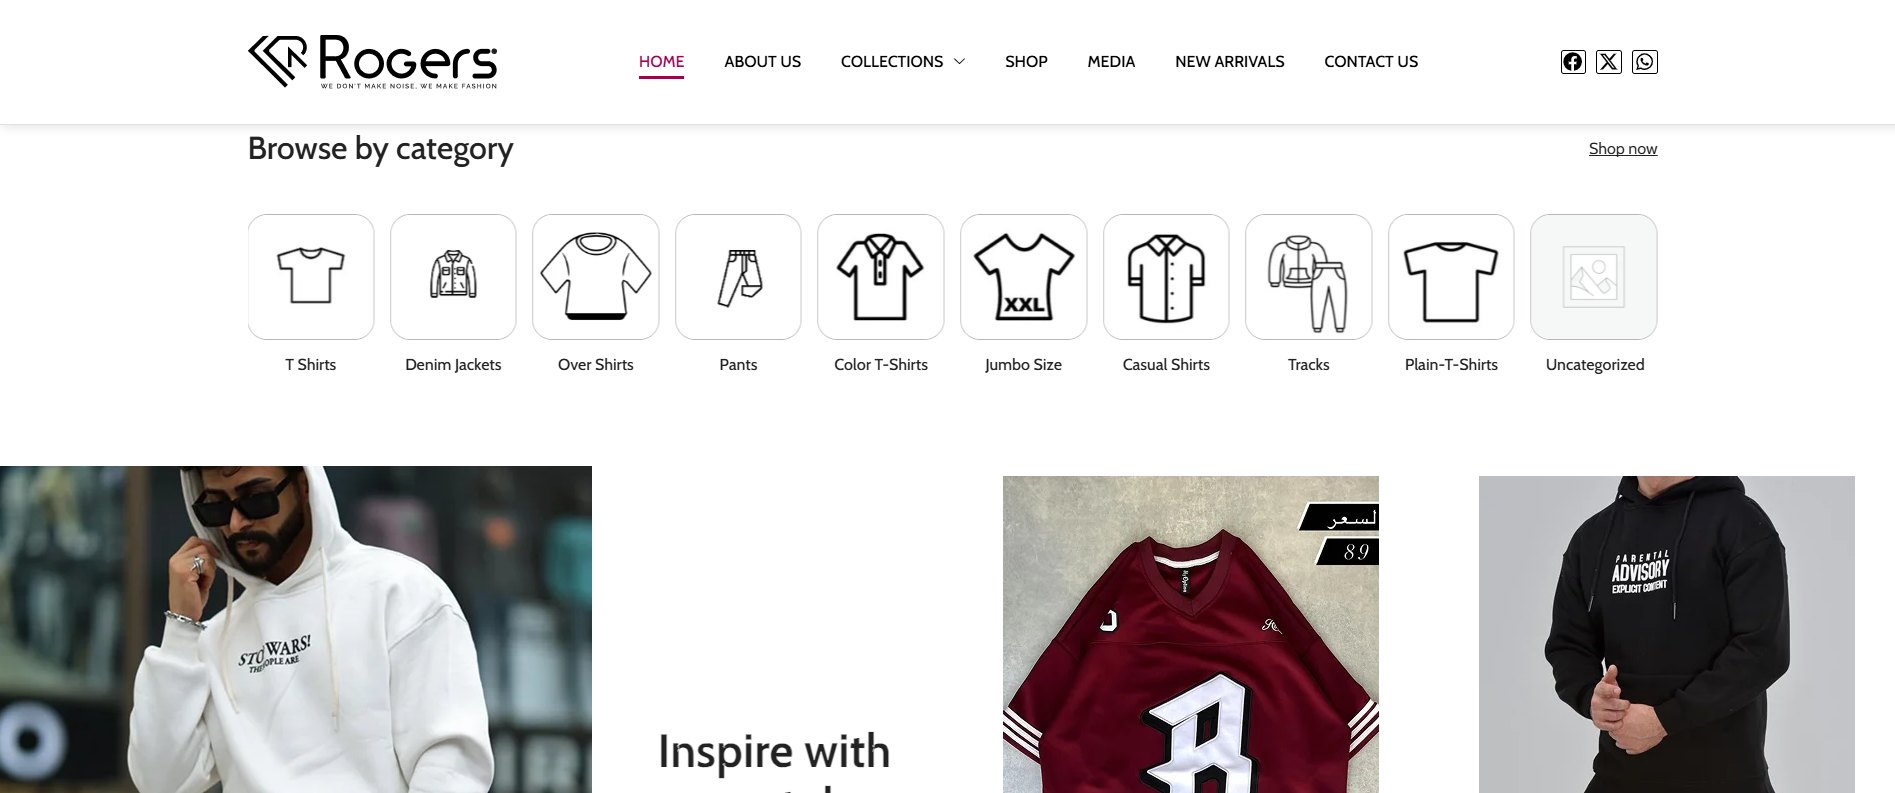 Rogers
WE DON'T MAKE NOISE, WE MAKE FASHION
HOME
ABOUT US
COLLECTIONS
SHOP
MEDIA
NEW ARRIVALS
CONTACT US
Browse by category
Shop now
XXL
T Shirts
Denim Jackets
Over Shirts
Pants
Color T-Shirts
Jumbo Size
Casual Shirts
Tracks
Plain-T-Shirts
Uncategorized
WARS!
THE PEOPLE ARE
Inspire with
السعر
89
PARENTAL
ADVISORY
EXPLICIT CONTENT